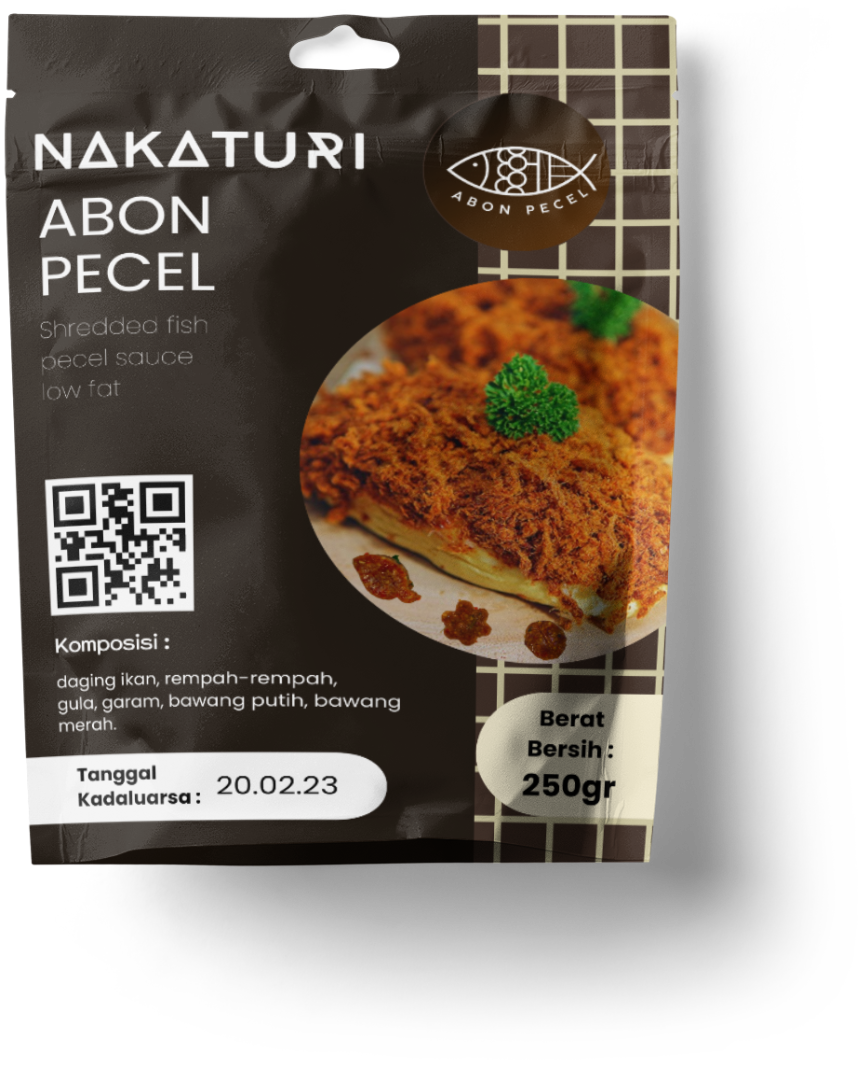 NAKATURI
ABON PECEL
ABON
PECEL
Shredded fish
pecel sauce
low fat
Komposisi :
daging ikan, rempah-rempah,
gula, garam, bawang putih, bawang
merah.
Tanggal
Kadaluarsa :
20.02.23
Berat
Bersih :
250gr